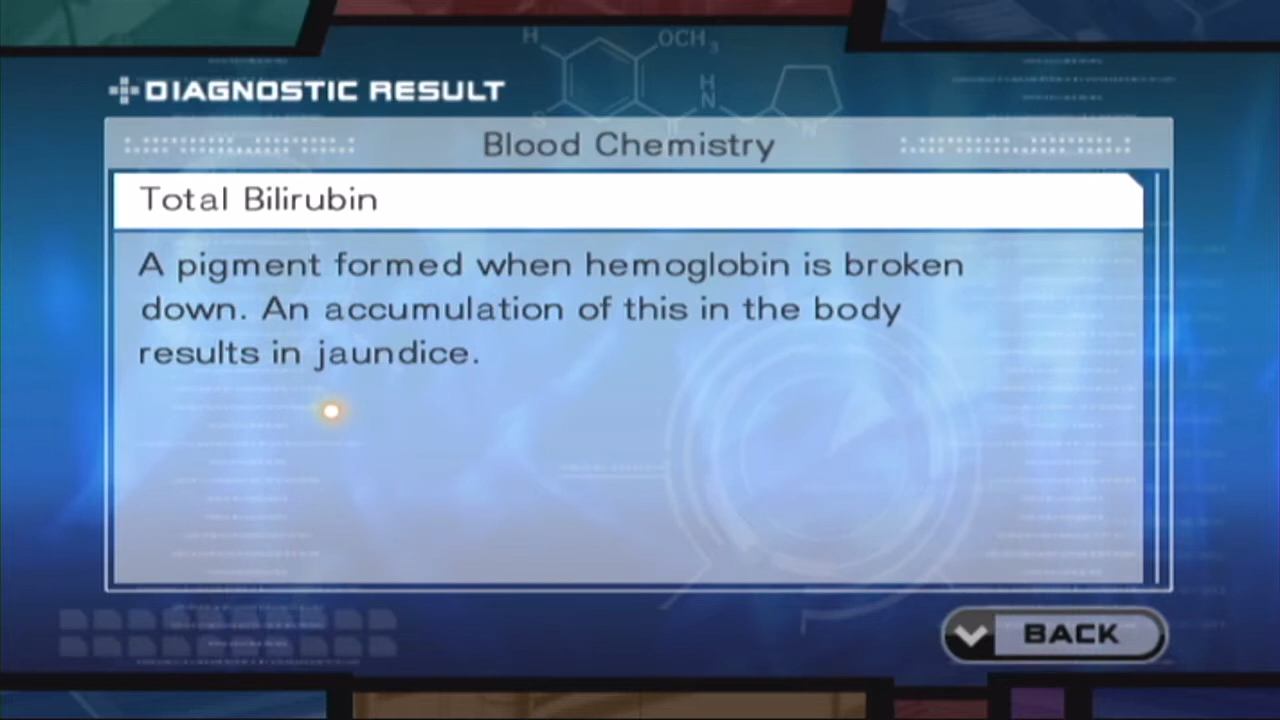 H
OCH3
H
N
S
N
DIAGNOSTIC RESULT
Blood Chemistry
Total Bilirubin
A pigment formed when hemoglobin is broken
down. An accumulation of this in the body
results in jaundice.
BACK